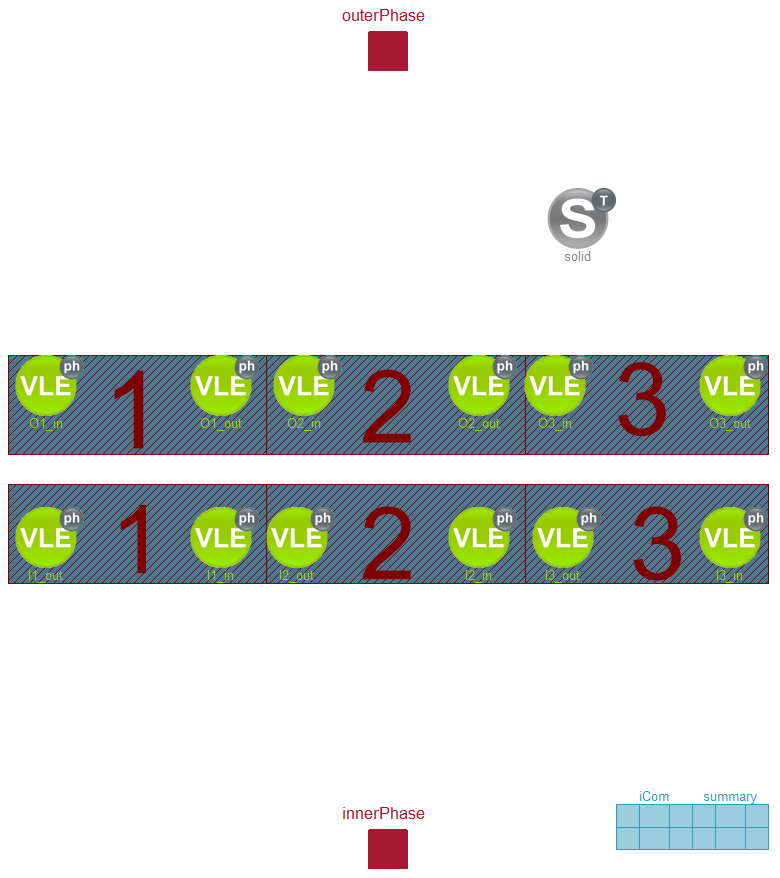 outerPhase
S T
solid
VLE ph 1 VLE ph VLE ph 2 VLE ph VLE ph 3 VLE ph
O1_in O1_out O2_in O2_out O3_in O3_out
VLE ph 1 VLE ph VLE ph 2 VLE ph VLE ph 3 VLE ph
I1_out I1_in I2_out I2_in I3_out I3_in
iCom summary
innerPhase